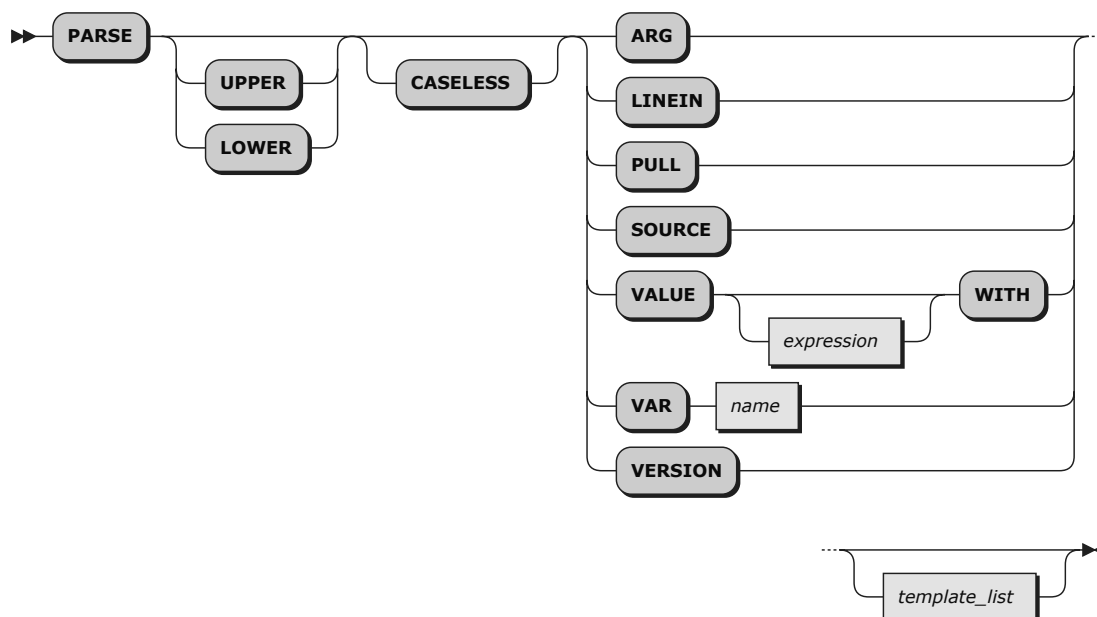 PARSE ARG
UPPER CASELESS LINEIN
LOWER PULL
SOURCE
VALUE WITH
expression
VAR name
VERSION
template_list